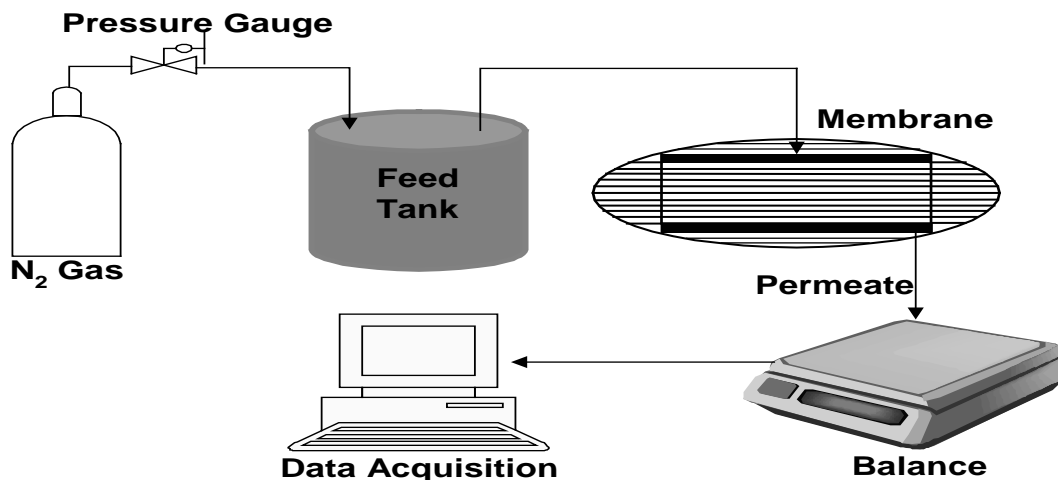 Pressure Gauge
Membrane
Feed
Tank
N₂ Gas
Permeate
Data Acquisition
Balance